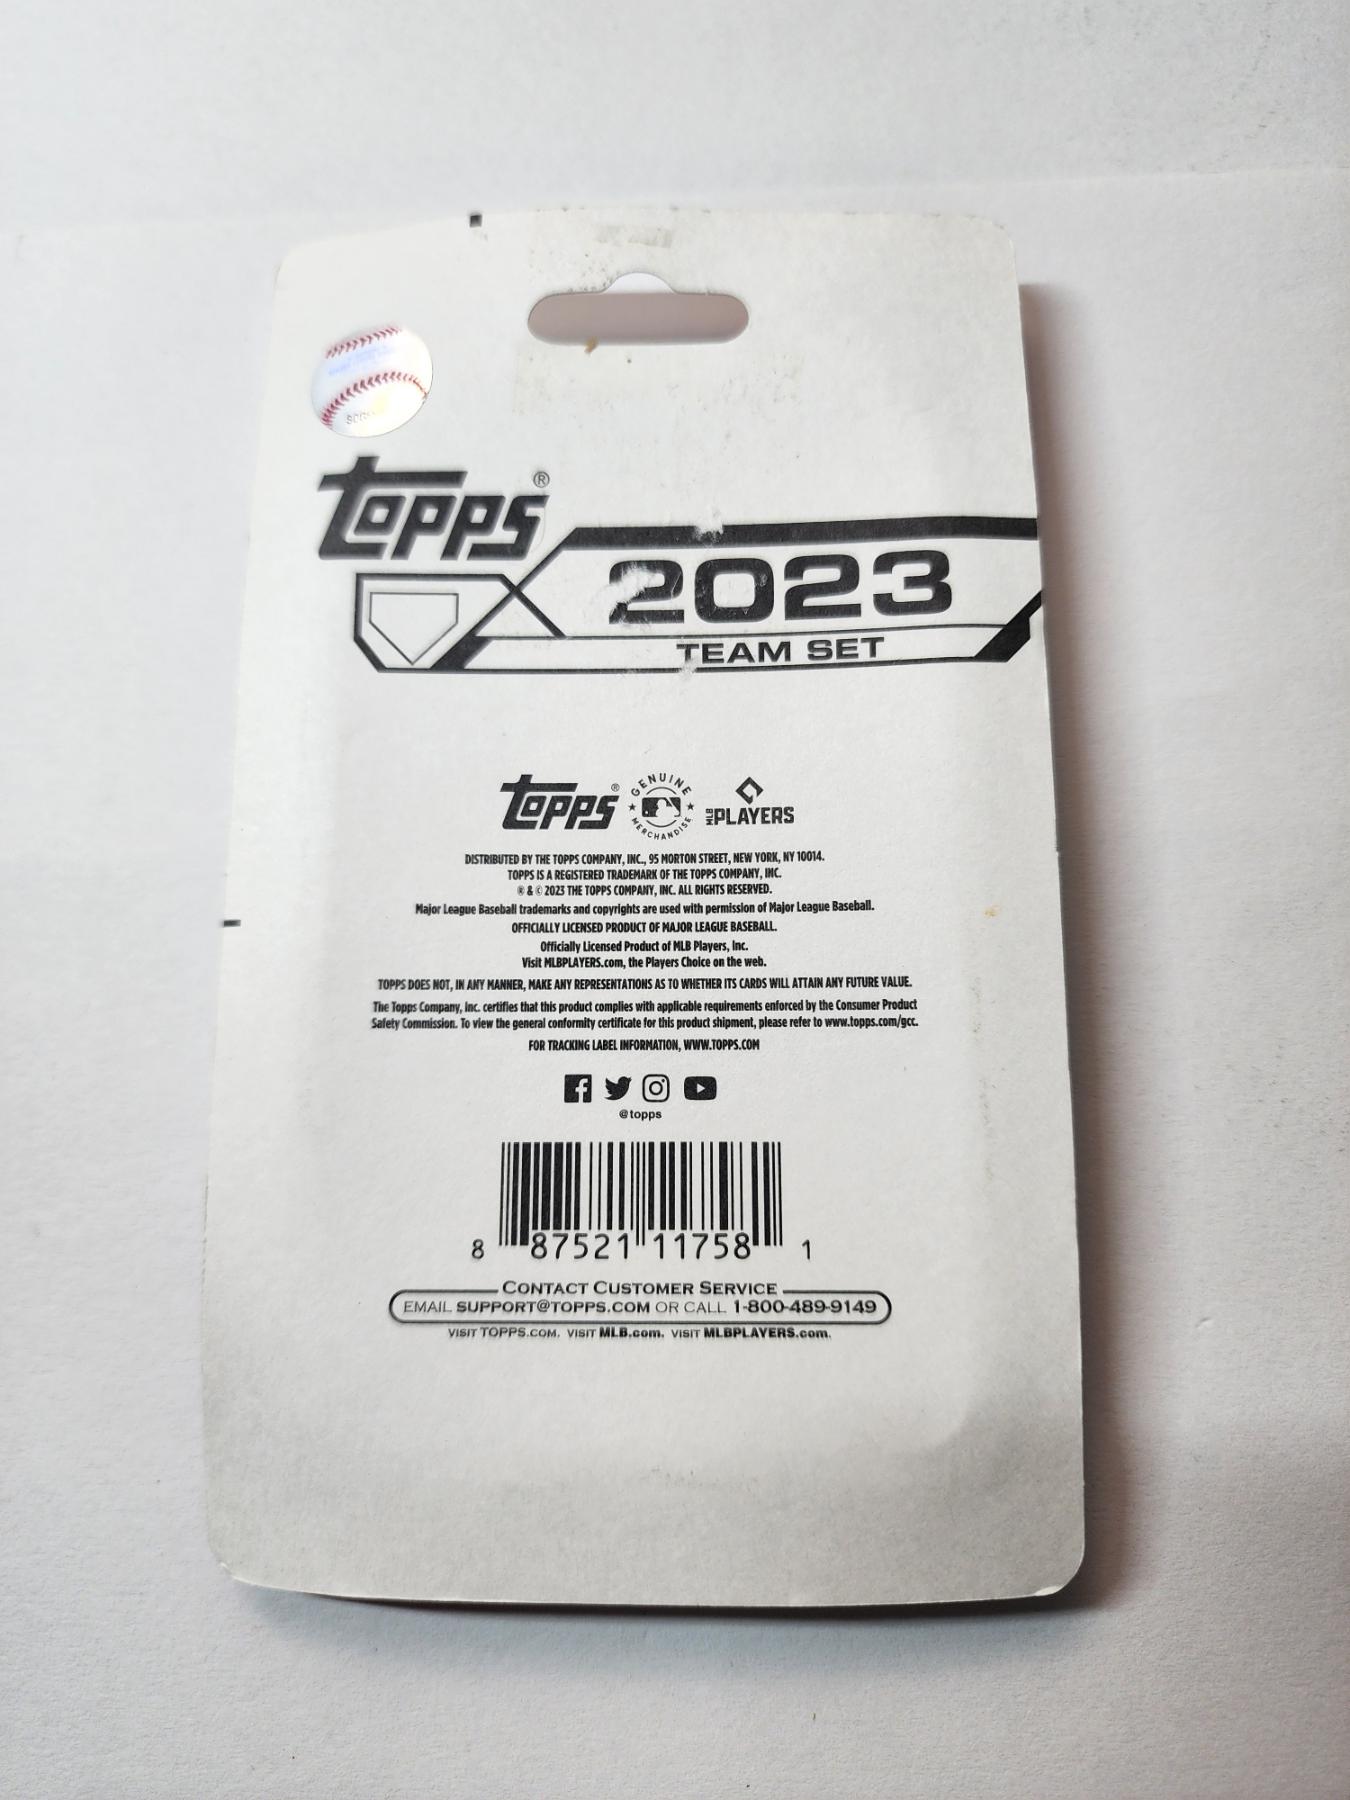 TOPPS®
2023
TEAM SET
TOPPS® GENUINE MERCHANDISE MLB PLAYERS
DISTRIBUTED BY THE TOPPS COMPANY, INC., 95 MORTON STREET, NEW YORK, NY 10014.
TOPPS IS A REGISTERED TRADEMARK OF THE TOPPS COMPANY, INC.
® & © 2023 THE TOPPS COMPANY, INC. ALL RIGHTS RESERVED.
Major League Baseball trademarks and copyrights are used with permission of Major League Baseball.
OFFICIALLY LICENSED PRODUCT OF MAJOR LEAGUE BASEBALL.
Officially Licensed Product of MLB Players, Inc.
Visit MLBPLAYERS.com, the Players Choice on the web.
TOPPS DOES NOT, IN ANY MANNER, MAKE ANY REPRESENTATIONS AS TO WHETHER ITS CARDS WILL ATTAIN ANY FUTURE VALUE.
The Topps Company, Inc. certifies that this product complies with applicable requirements enforced by the Consumer Product
Safety Commission. To view the general conformity certificate for this product shipment, please refer to www.topps.com/gcc.
FOR TRACKING LABEL INFORMATION, WWW.TOPPS.COM
@topps
8 87521 11758 1
CONTACT CUSTOMER SERVICE
EMAIL SUPPORT@TOPPS.COM OR CALL 1-800-489-9149
VISIT TOPPS.COM. VISIT MLB.com. VISIT MLBPLAYERS.com.